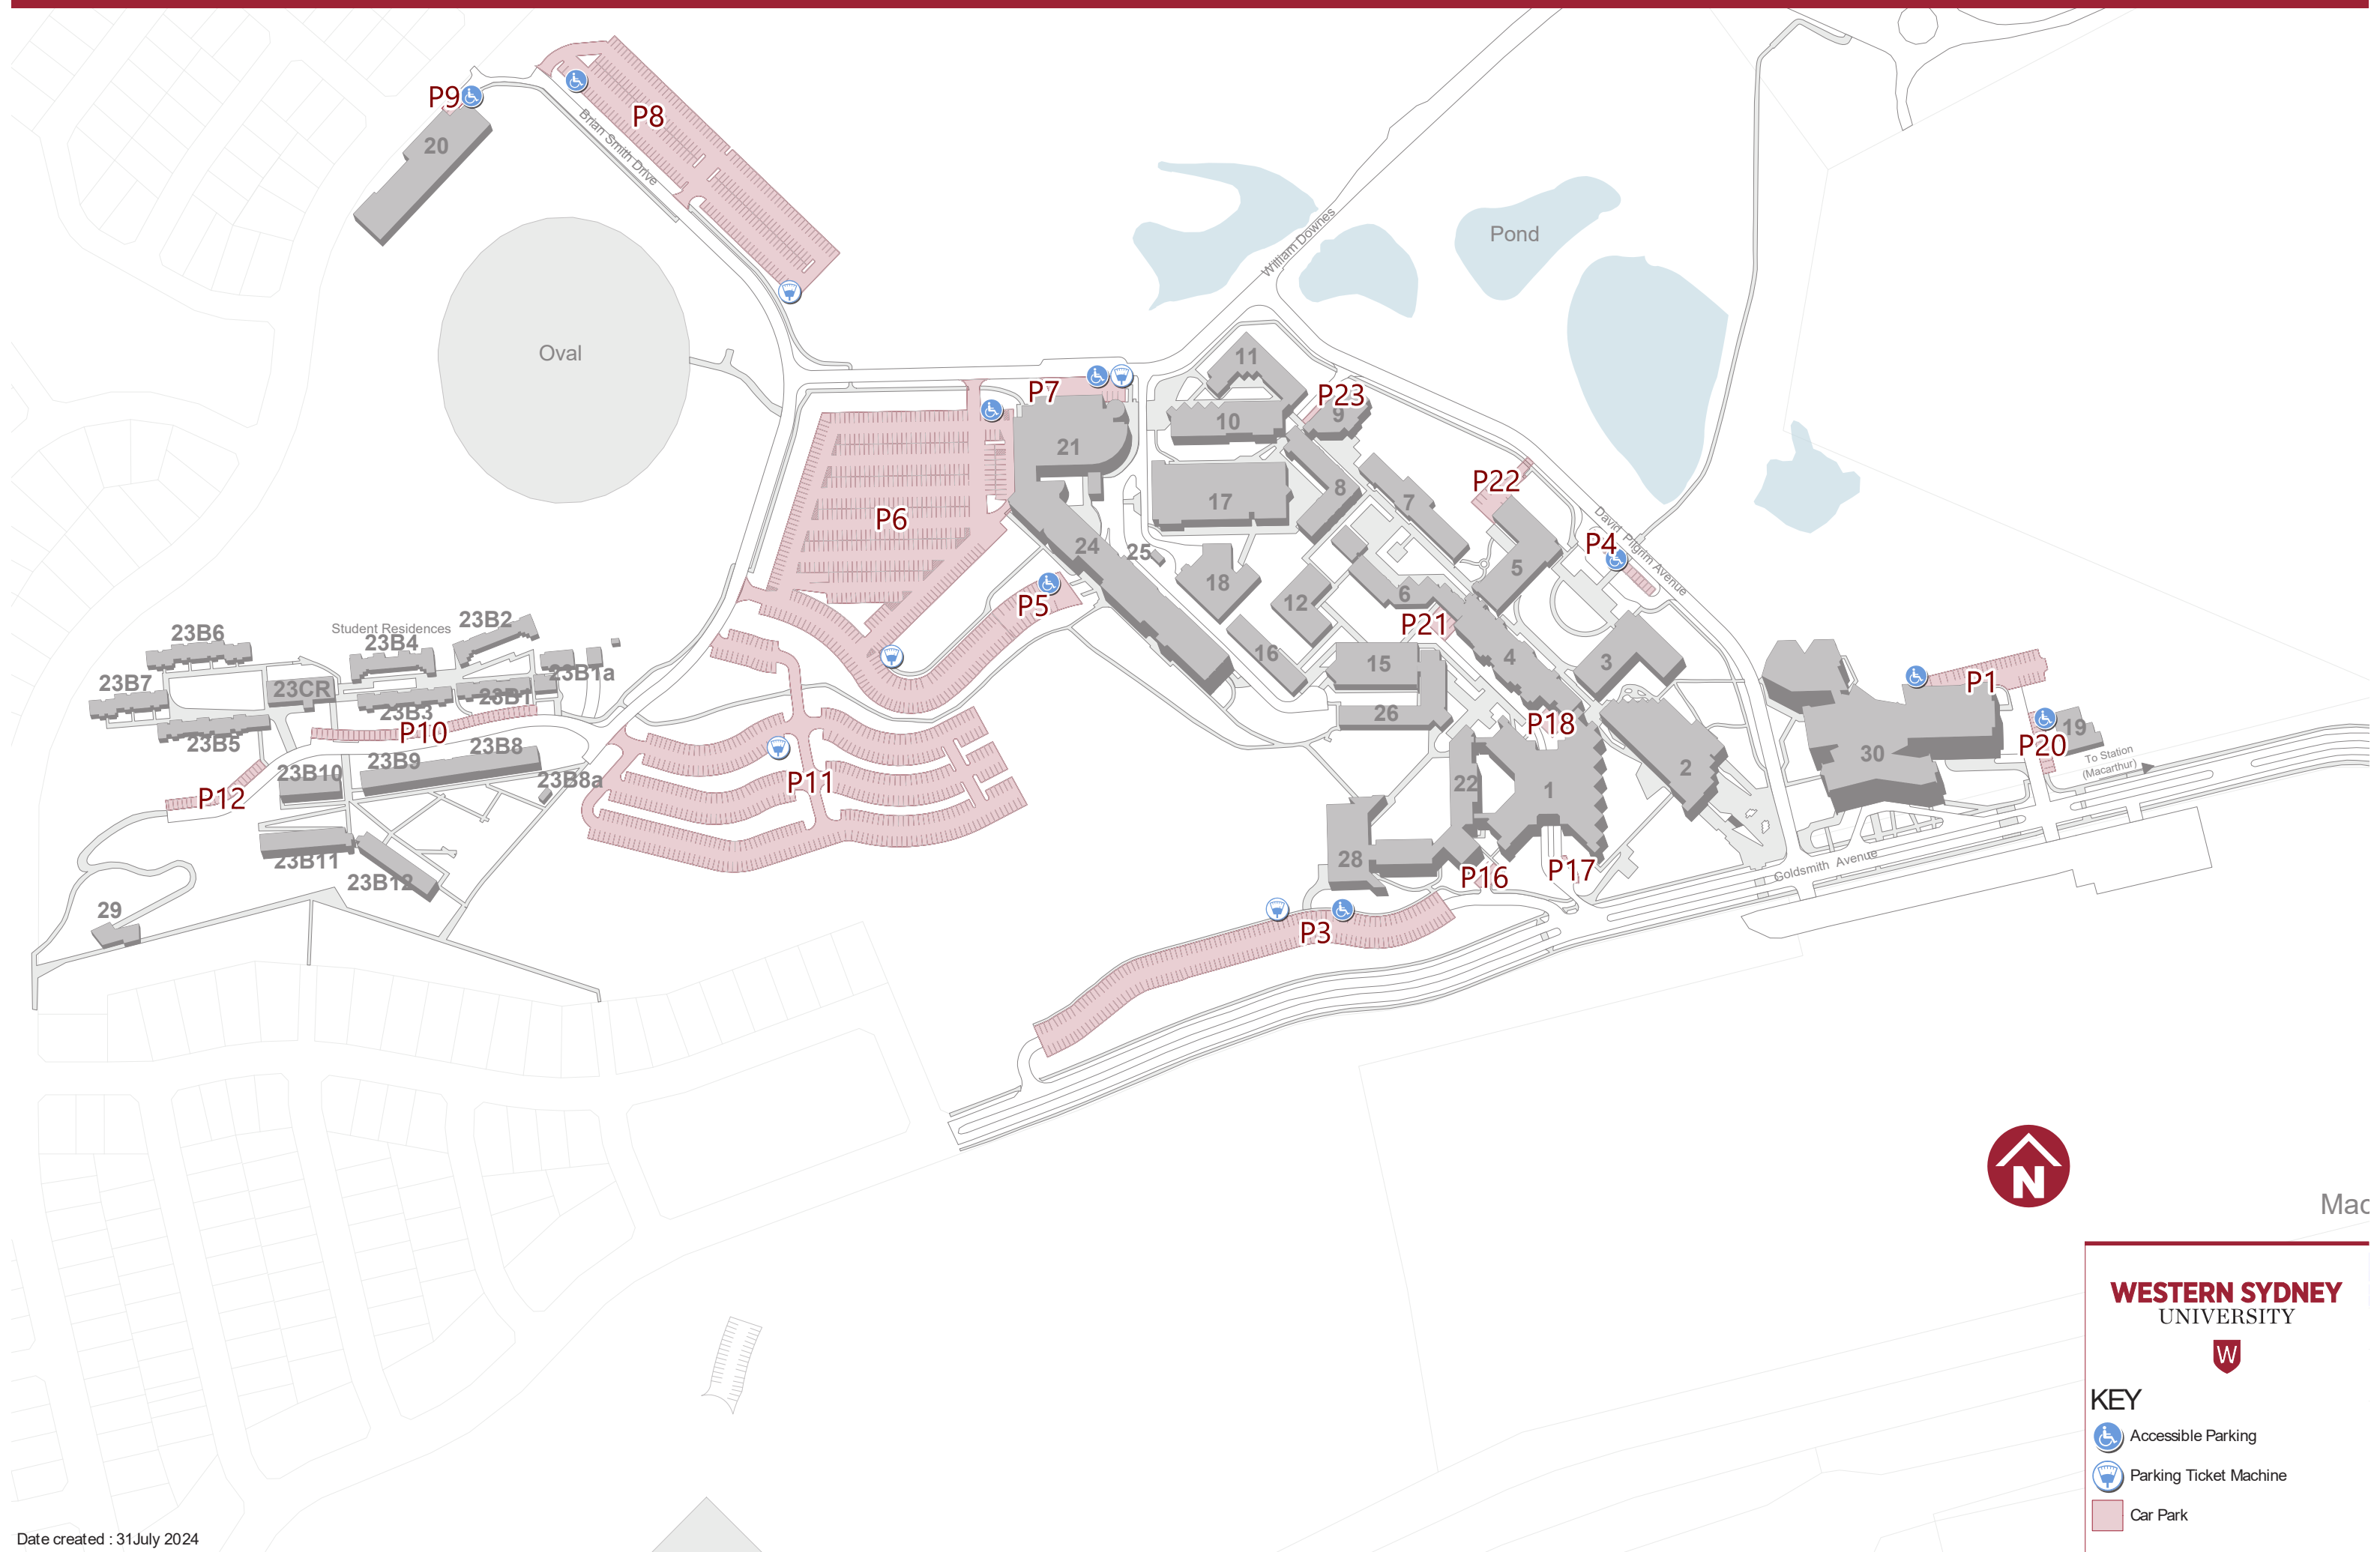 P9
P8
20
Brian Smith Drive
William Downes
Pond
Oval
11
P7
P23
9
10
21
P22
8
7
17
P6
David Pilgrim Avenue
P4
24
25
5
18
P5
12
6
P21
23B6
Student Residences
23B2
23B4
16
15
4
3
23B7
23CR
23B1a
23B1
P1
23B3
26
P18
19
P10
23B5
P20
23B8
To Station
(Macarthur)
30
23B9
2
23B10
23B8a
P11
22
1
P12
23B11
28
Goldsmith Avenue
P17
P16
23B12
29
P3
N
Mac
WESTERN SYDNEY
UNIVERSITY
W
KEY
Accessible Parking
Parking Ticket Machine
Car Park
Date created : 31July 2024